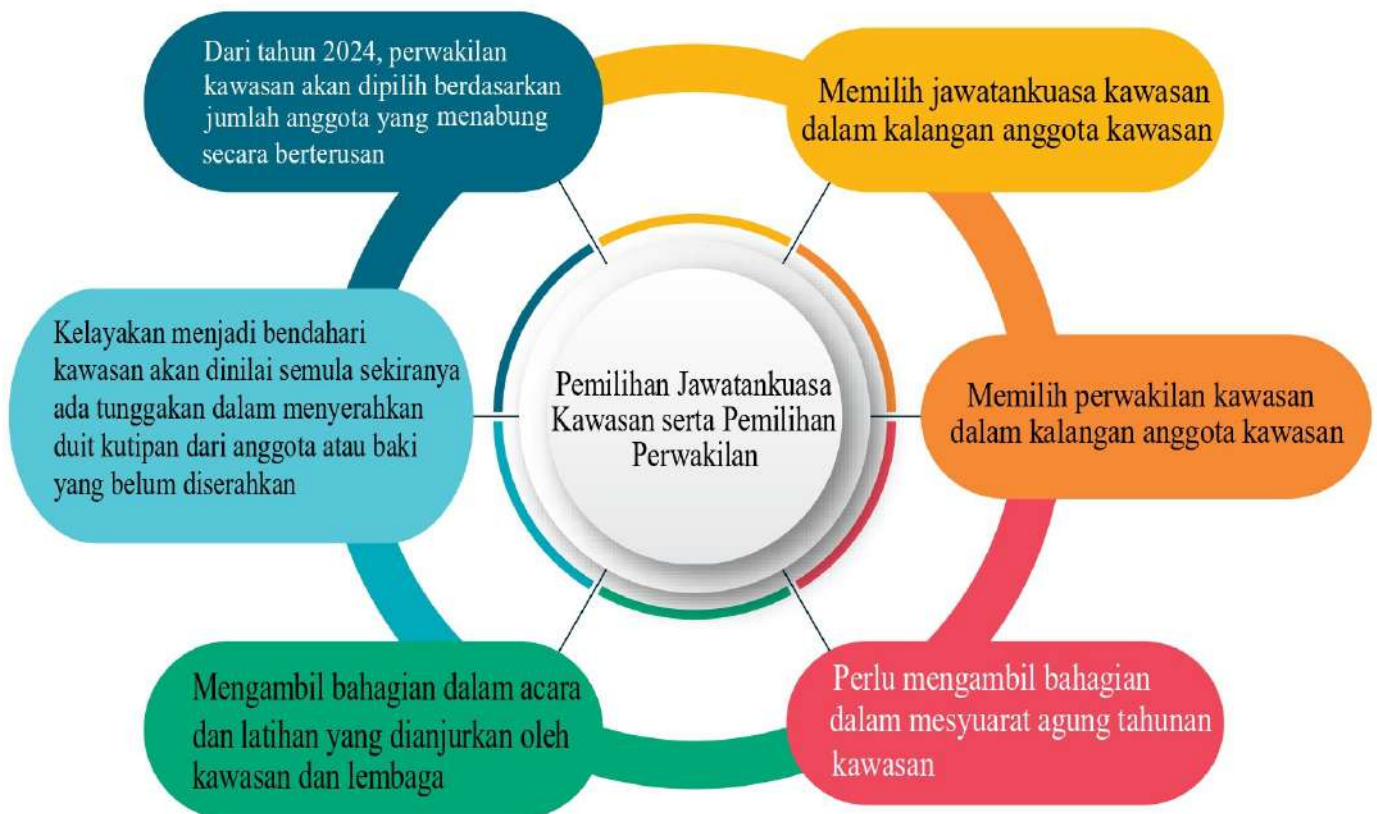 Dari tahun 2024, perwakilan
kawasan akan dipilih berdasarkan
jumlah anggota yang menabung
secara berterusan
Memilih jawatankuasa kawasan
dalam kalangan anggota kawasan
Kelayakan menjadi bendahari
kawasan akan dinilai semula sekiranya
ada tunggakan dalam menyerahkan
duit kutipan dari anggota atau baki
yang belum diserahkan
Pemilihan Jawatankuasa
Kawasan serta Pemilihan
Perwakilan
Memilih perwakilan kawasan
dalam kalangan anggota kawasan
Mengambil bahagian dalam acara
dan latihan yang dianjurkan oleh
kawasan dan lembaga
Perlu mengambil bahagian
dalam mesyuarat agung tahunan
kawasan